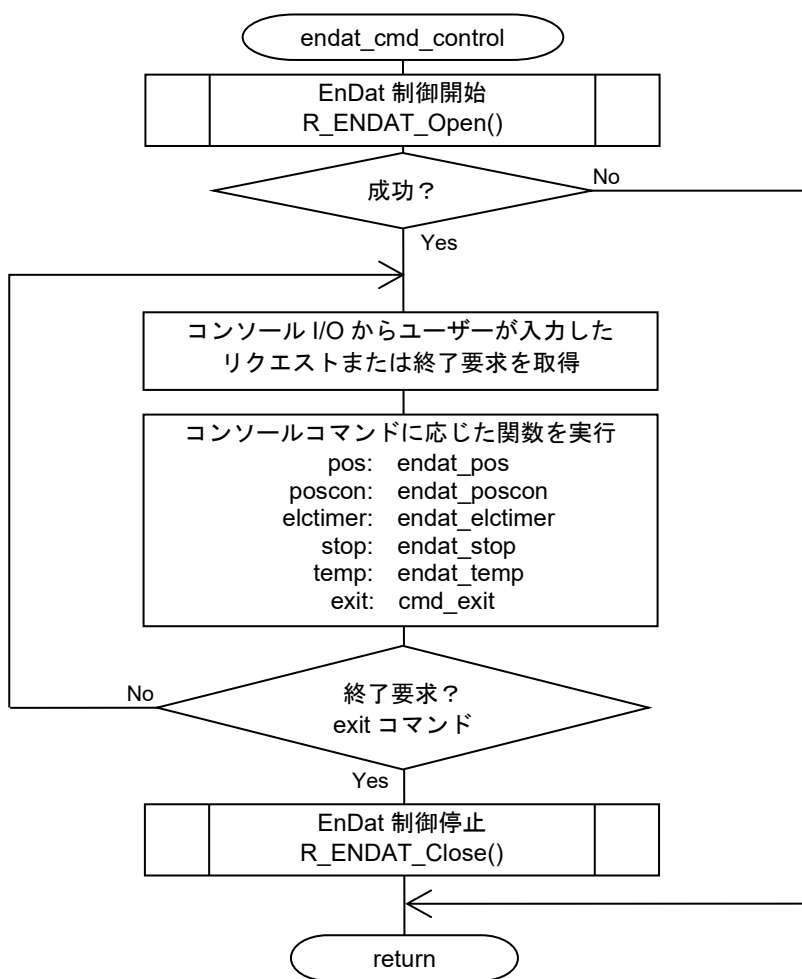 endat_cmd_control
EnDat 制御開始
R_ENDAT_Open()
成功？
No
Yes
コンソール I/O からユーザーが入力した
リクエストまたは終了要求を取得
コンソールコマンドに応じた関数を実行
pos: endat_pos
poscon: endat_poscon
elctimer: endat_elctimer
stop: endat_stop
temp: endat_temp
exit: cmd_exit
No
終了要求？
exit コマンド
Yes
EnDat 制御停止
R_ENDAT_Close()
return